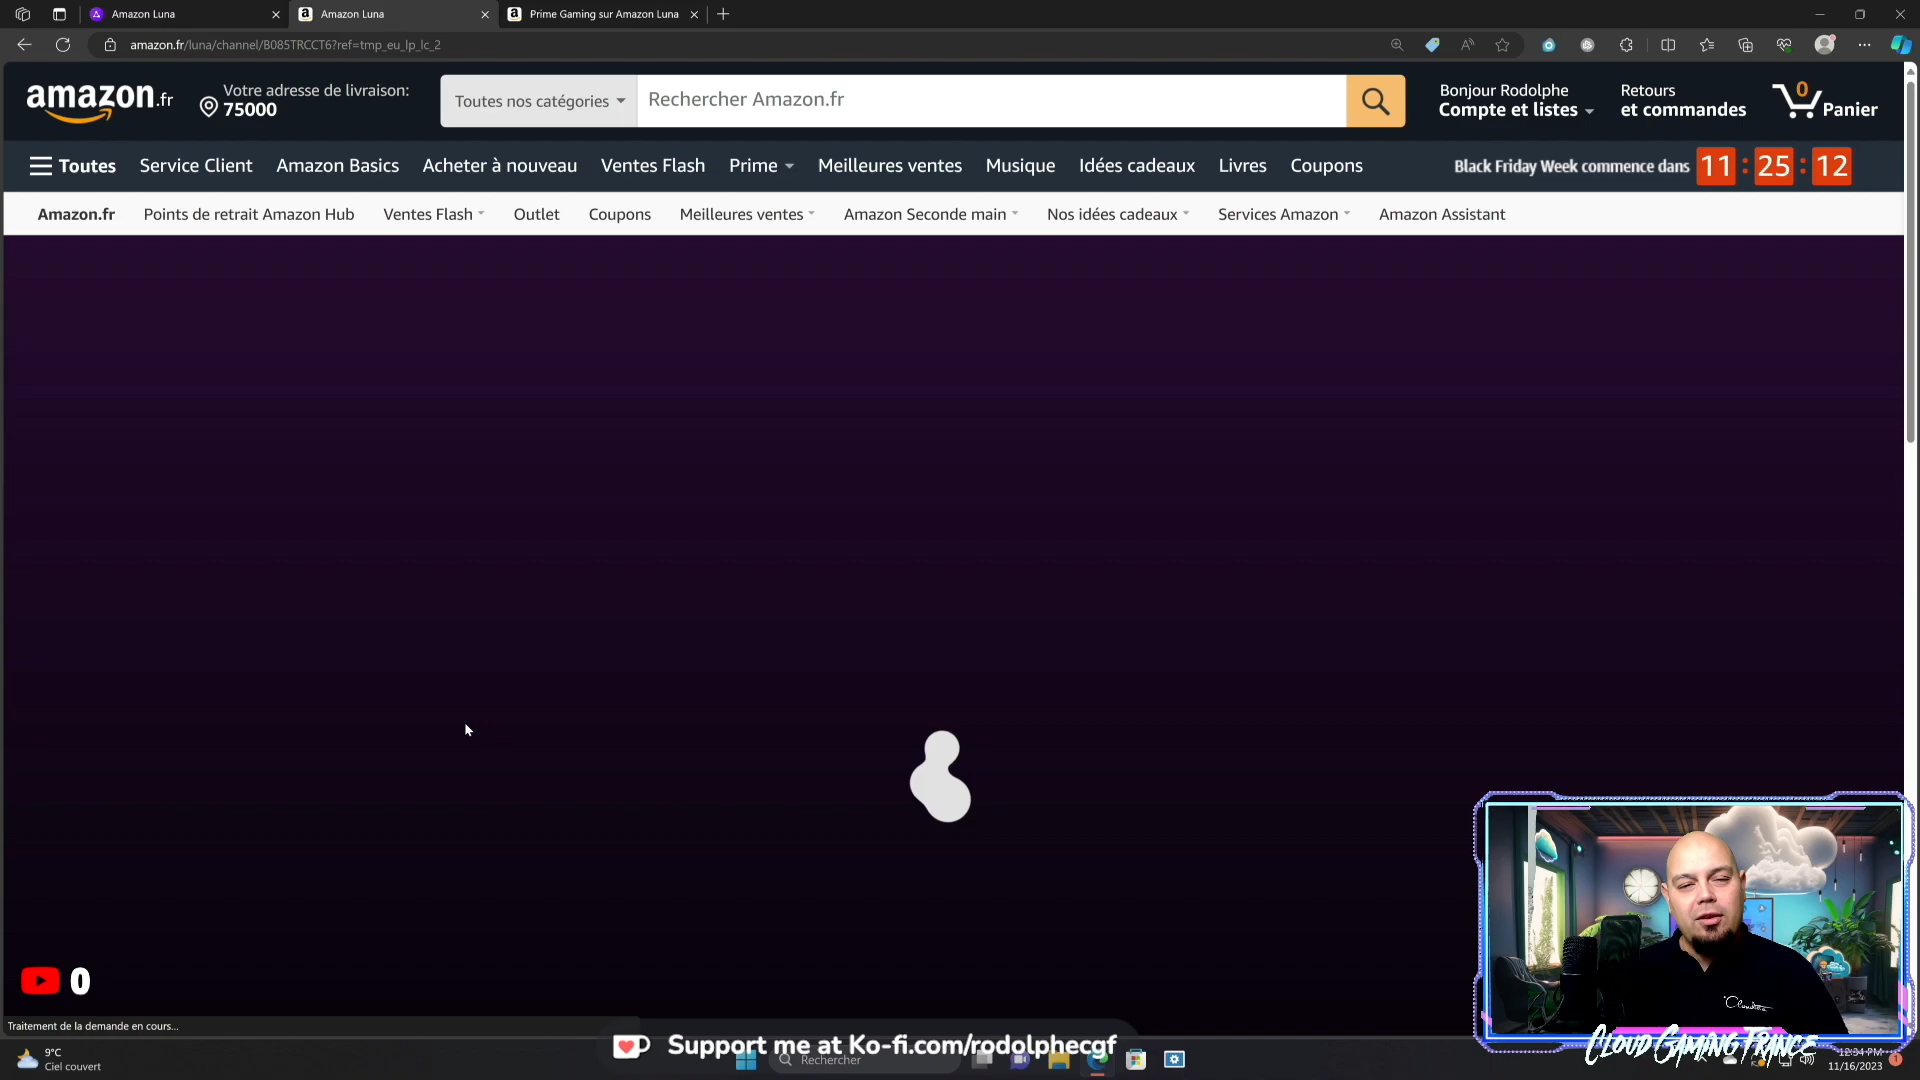 Amazon Luna
Amazon Luna
Prime Gaming sur Amazon Luna
amazon.fr/luna/channel/B085TRCCT6?ref=tmp_eu_lp_lc_2
amazon.fr
Votre adresse de livraison:
75000
Toutes nos catégories
Rechercher Amazon.fr
Bonjour Rodolphe
Compte et listes
Retours
et commandes
0
Panier
Toutes
Service Client
Amazon Basics
Acheter à nouveau
Ventes Flash
Prime
Meilleures ventes
Musique
Idées cadeaux
Livres
Coupons
Black Friday Week commence dans 11 : 25 : 12
Amazon.fr
Points de retrait Amazon Hub
Ventes Flash
Outlet
Coupons
Meilleures ventes
Amazon Seconde main
Nos idées cadeaux
Services Amazon
Amazon Assistant
0
Traitement de la demande en cours...
9°C
Ciel couvert
Support me at Ko-fi.com/rodolphecgf
Rechercher
CLOUD GAMING FRANCE
12:34 PM
11/16/2023
1